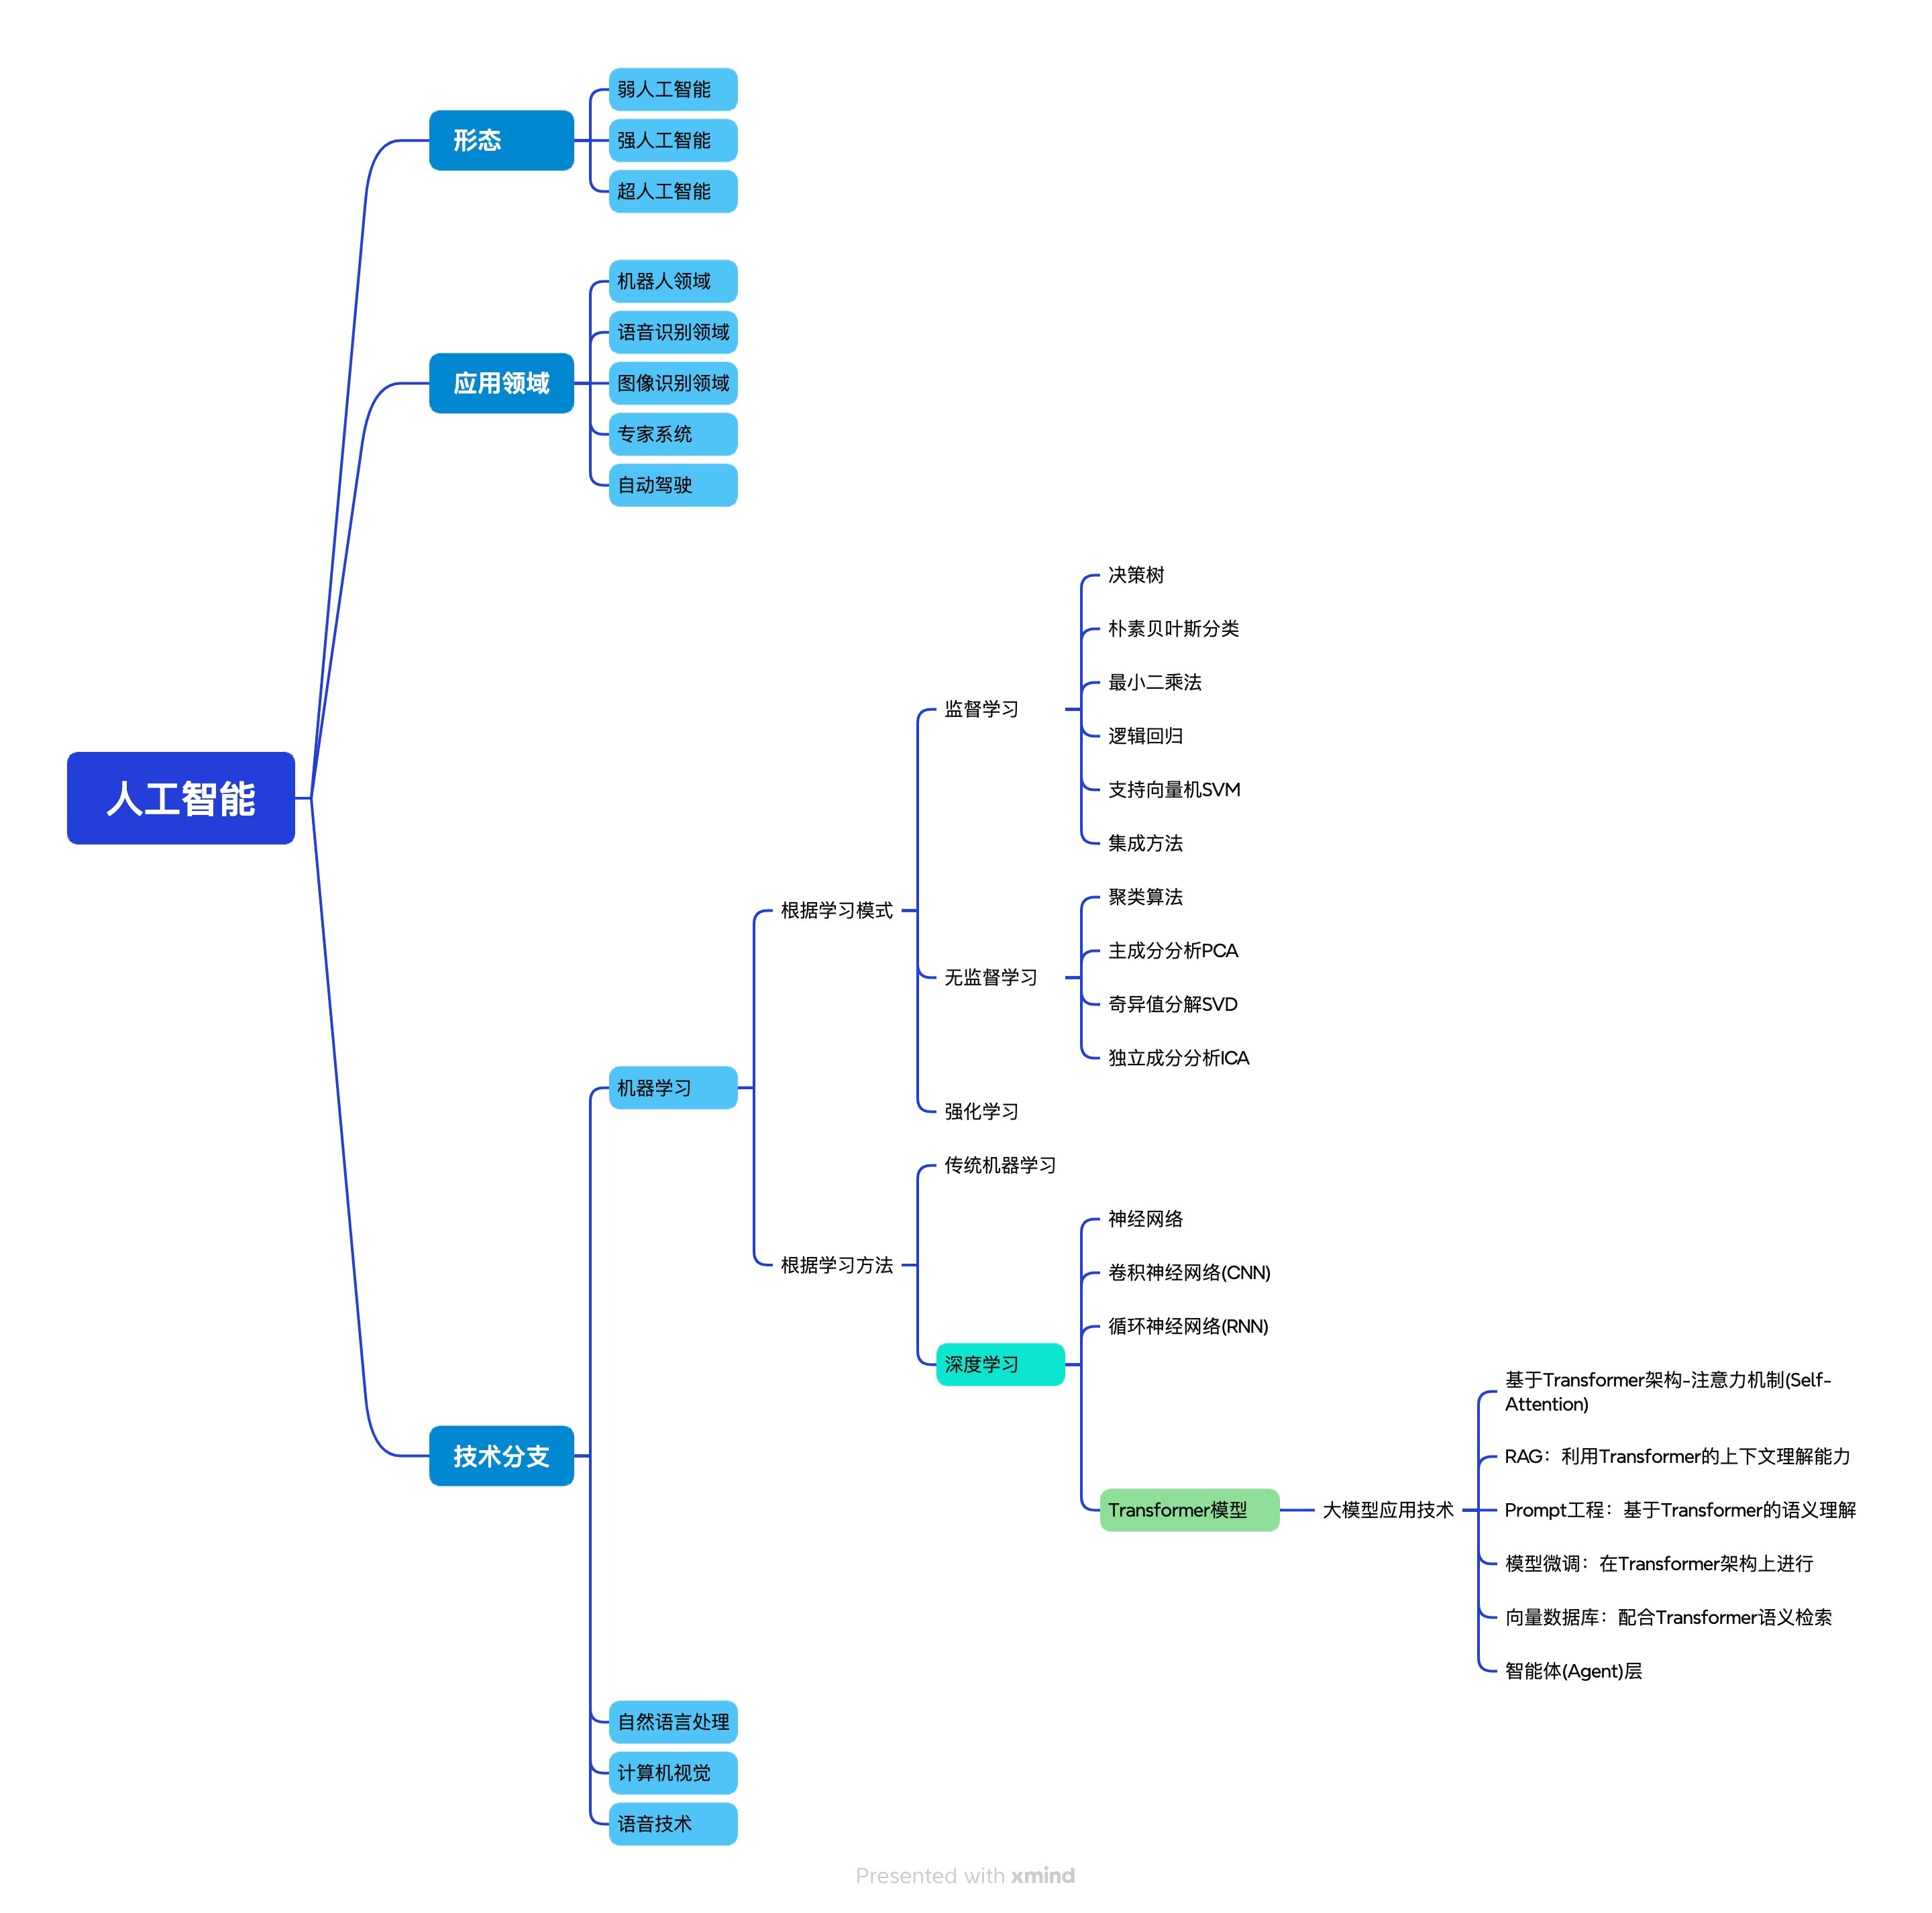 人工智能
形态
弱人工智能
强人工智能
超人工智能
应用领域
机器人领域
语音识别领域
图像识别领域
专家系统
自动驾驶
技术分支
机器学习
根据学习模式
监督学习
决策树
朴素贝叶斯分类
最小二乘法
逻辑回归
支持向量机SVM
集成方法
无监督学习
聚类算法
主成分分析PCA
奇异值分解SVD
独立成分分析ICA
强化学习
根据学习方法
传统机器学习
深度学习
神经网络
卷积神经网络(CNN)
循环神经网络(RNN)
Transformer模型
大模型应用技术
基于Transformer架构-注意力机制(Self-
Attention)
RAG：利用Transformer的上下文理解能力
Prompt工程：基于Transformer的语义理解
模型微调：在Transformer架构上进行
向量数据库：配合Transformer语义检索
智能体(Agent)层
自然语言处理
计算机视觉
语音技术
Presented with xmind